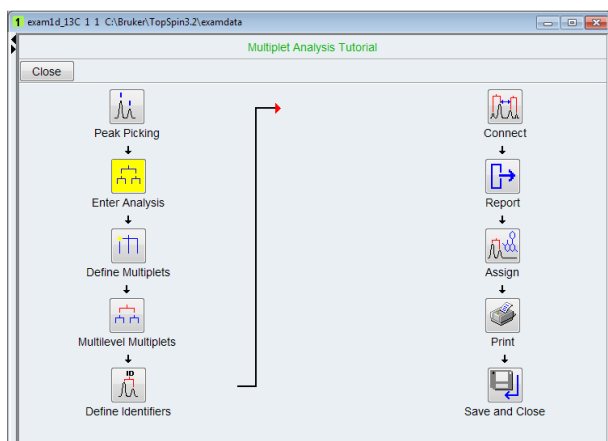 1 exam1d_13C 1 1 C:\Bruker\TopSpin3.2\examdata
Multiplet Analysis Tutorial
Close
Peak Picking
Enter Analysis
Define Multiplets
Multilevel Multiplets
ID
Define Identifiers
Connect
Report
Assign
Print
Save and Close